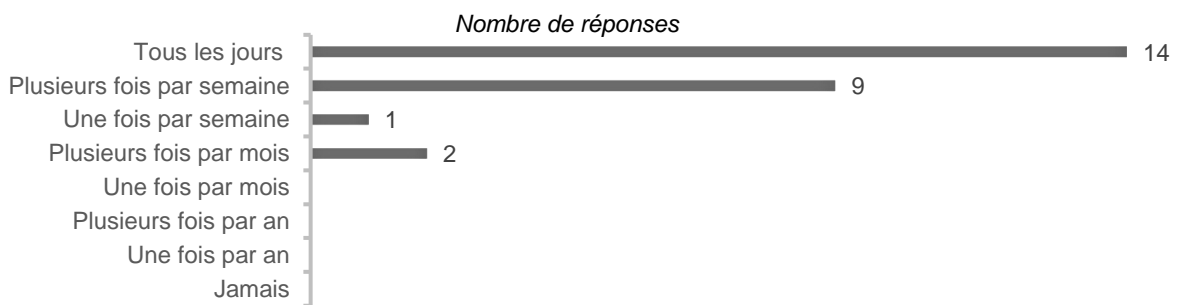 Nombre de réponses
Tous les jours 14
Plusieurs fois par semaine 9
Une fois par semaine 1
Plusieurs fois par mois 2
Une fois par mois
Plusieurs fois par an
Une fois par an
Jamais